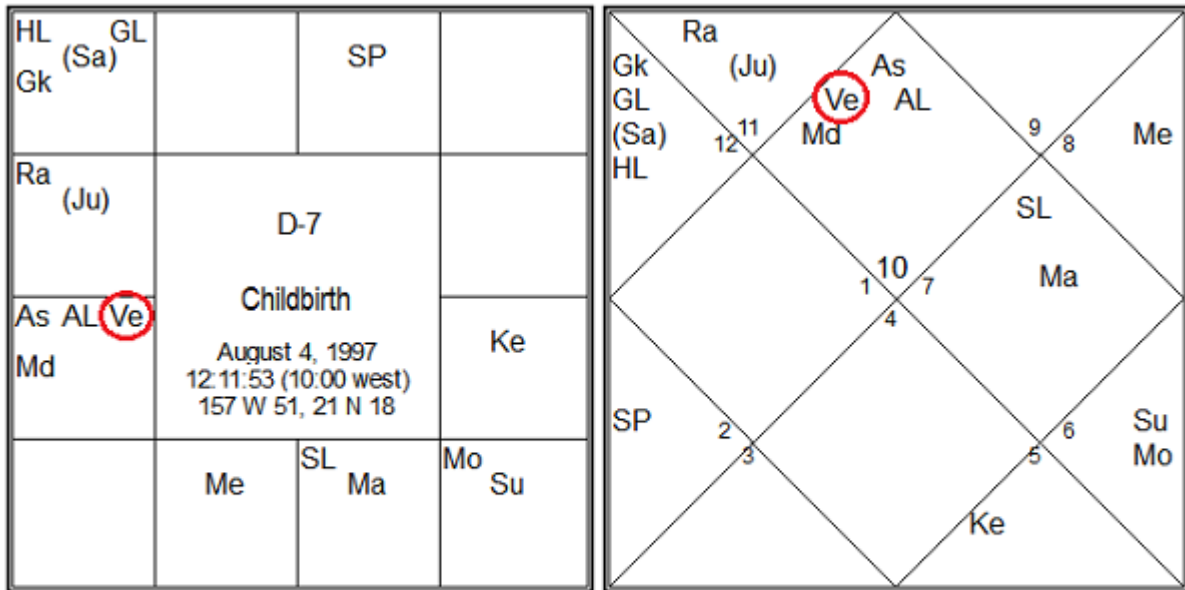 HL GL
(Sa)
Gk
SP
Ra
(Ju)
D-7
Childbirth
August 4, 1997
12:11:53 (10:00 west)
157 W 51, 21 N 18
As AL Ve
Md
Ke
Me
SL
Ma
Mo
Su
Ra
(Ju)
As
Ve AL
Md
Gk
GL
(Sa)
HL
11
12
9
8
Me
SL
Ma
10
1 7
4
SP
2
3
6
5
Su
Mo
Ke